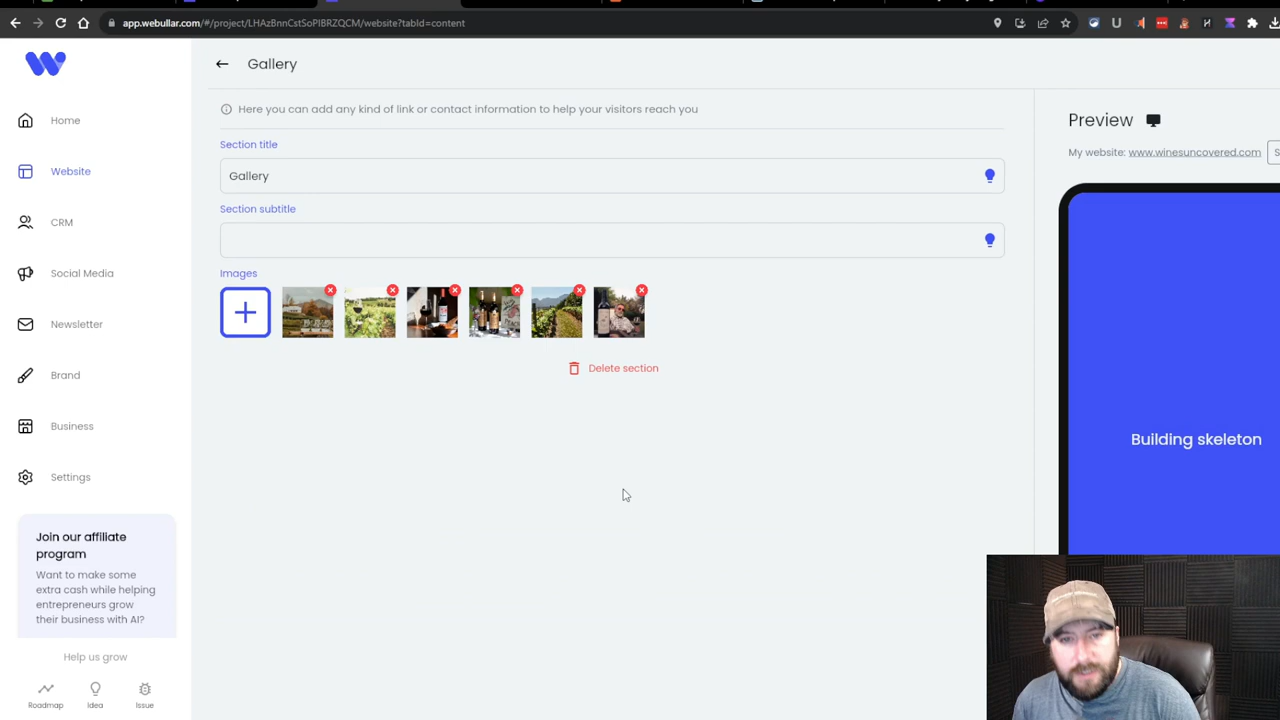 app.webullar.com/#/project/LHAzBnnCstSoPIBRZQCM/website?tabId=content
Gallery
Here you can add any kind of link or contact information to help your visitors reach you
Section title
Gallery
Section subtitle
Images
Delete section
Home
Website
CRM
Social Media
Newsletter
Brand
Business
Settings
Join our affiliate
program
Want to make some
extra cash while helping
entrepreneurs grow
their business with AI?
Help us grow
Roadmap
Idea
Issue
Preview
My website: www.winesuncovered.com
Building skeleton